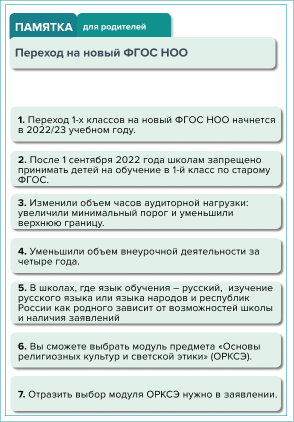 ПАМЯТКА для родителей
Переход на новый ФГОС НОО
1. Переход 1-х классов на новый ФГОС НОО начнется
в 2022/23 учебном году.
2. После 1 сентября 2022 года школам запрещено
принимать детей на обучение в 1-й класс по старому
ФГОС.
3. Изменили объем часов аудиторной нагрузки:
увеличили минимальный порог и уменьшили
верхнюю границу.
4. Уменьшили объем внеурочной деятельности за
четыре года.
5. В школах, где язык обучения – русский, изучение
русского языка или языка народов и республик
России как родного зависит от возможностей школы
и наличия заявлений
6. Вы сможете выбрать модуль предмета «Основы
религиозных культур и светской этики» (ОРКСЭ).
7. Отразить выбор модуля ОРКСЭ нужно в заявлении.